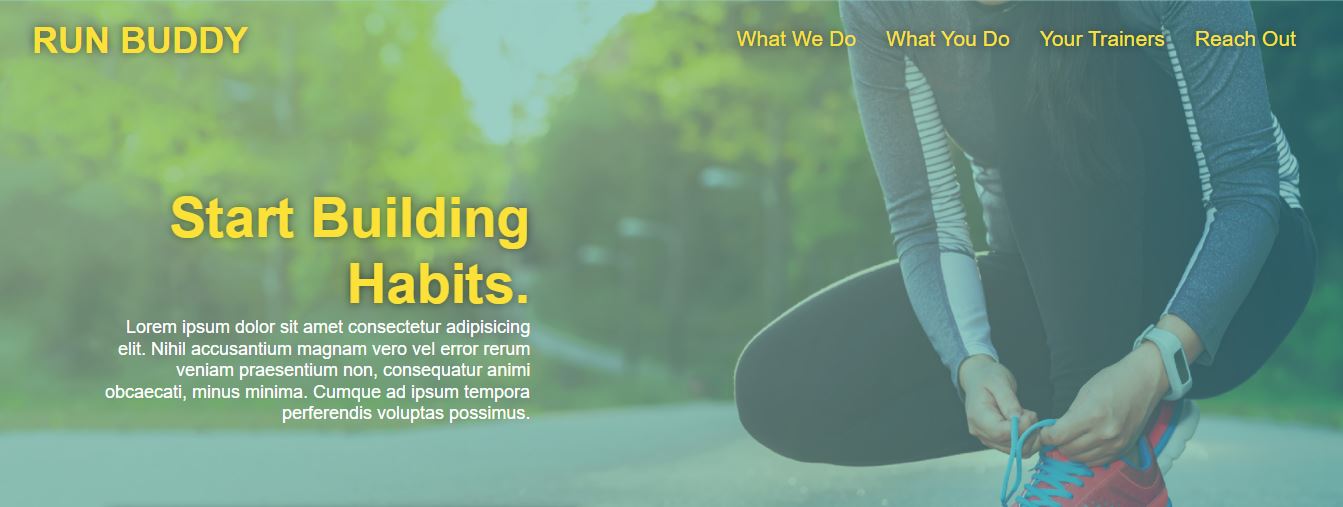 RUN BUDDY
What We Do
What You Do
Your Trainers
Reach Out
Start Building
Habits.
Lorem ipsum dolor sit amet consectetur adipisicing
elit. Nihil accusantium magnam vero vel error rerum
veniam praesentium non, consequatur animi
obcaecati, minus minima. Cumque ad ipsum tempora
perferendis voluptas possimus.